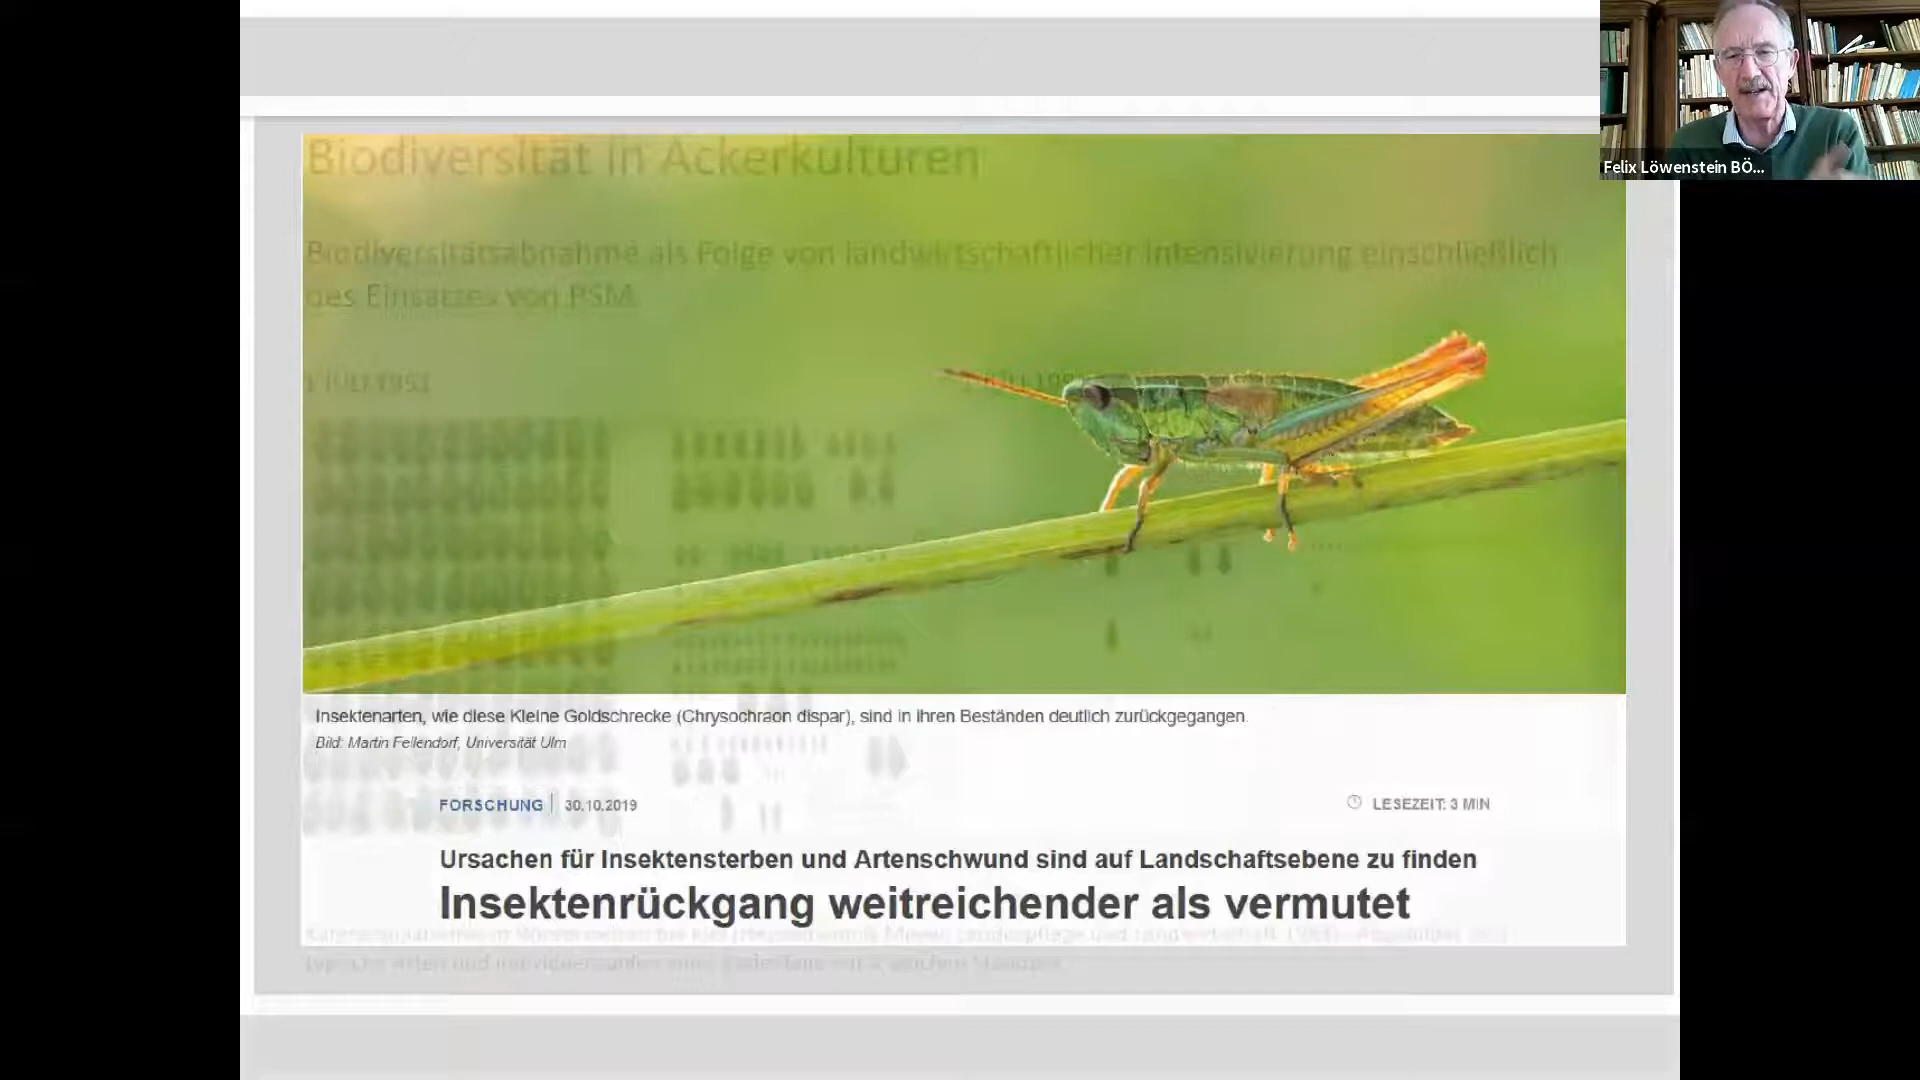 Felix Löwenstein BÖ...
Biodiversität in Ackerkulturen
Biodiversitätsabnahme als Folge von landwirtschaftlicher Intensivierung einschließlich
des Einsatzes von PSM
JULI 1951
Insektenarten, wie diese Kleine Goldschrecke (Chrysochraon dispar), sind in ihren Beständen deutlich zurückgegangen.
Bild: Martin Fellendorf, Universität Ulm
FORSCHUNG | 30.10.2019
LESEZEIT: 3 MIN
Ursachen für Insektensterben und Artenschwund sind auf Landschaftsebene zu finden
Insektenrückgang weitreichender als vermutet